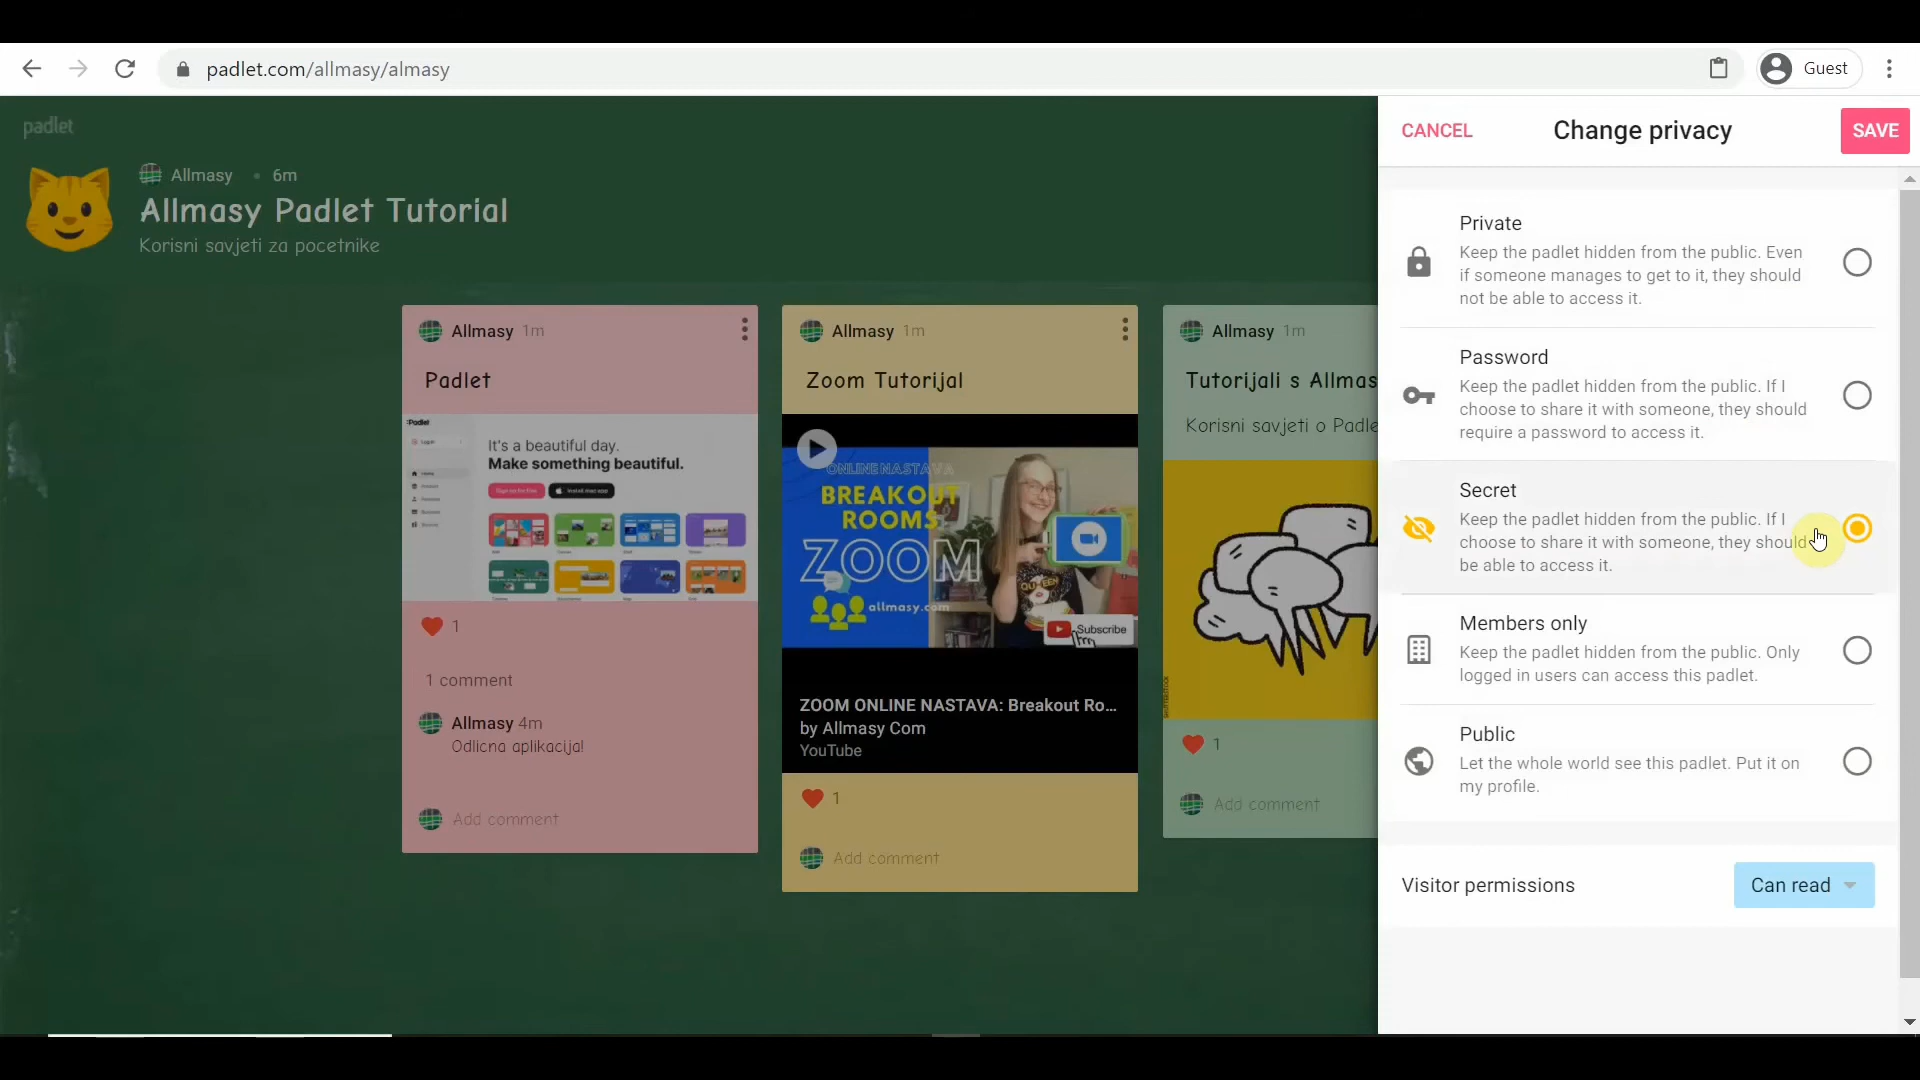 padlet.com/allmasy/almasy
Guest
padlet
Allmasy • 6m
Allmasy Padlet Tutorial
Korisni savjeti za pocetnike
Allmasy 1m
Padlet
:Padlet
It's a beautiful day.
Make something beautiful.
1
1 comment
Allmasy 4m
Odlicna aplikacija!
Add comment
Allmasy 1m
Zoom Tutorijal
ONLINE NASTAVA
BREAKOUT
ROOMS
ZOOM
allmasy.com
Subscribe
ZOOM ONLINE NASTAVA: Breakout Ro...
by Allmasy Com
YouTube
1
Add comment
Allmasy 1m
Tutorijali s Allmas
Korisni savjeti o Padle
1
Add comment
CANCEL
Change privacy
SAVE
Private
Keep the padlet hidden from the public. Even
if someone manages to get to it, they should
not be able to access it.
Password
Keep the padlet hidden from the public. If I
choose to share it with someone, they should
require a password to access it.
Secret
Keep the padlet hidden from the public. If I
choose to share it with someone, they should
be able to access it.
Members only
Keep the padlet hidden from the public. Only
logged in users can access this padlet.
Public
Let the whole world see this padlet. Put it on
my profile.
Visitor permissions
Can read